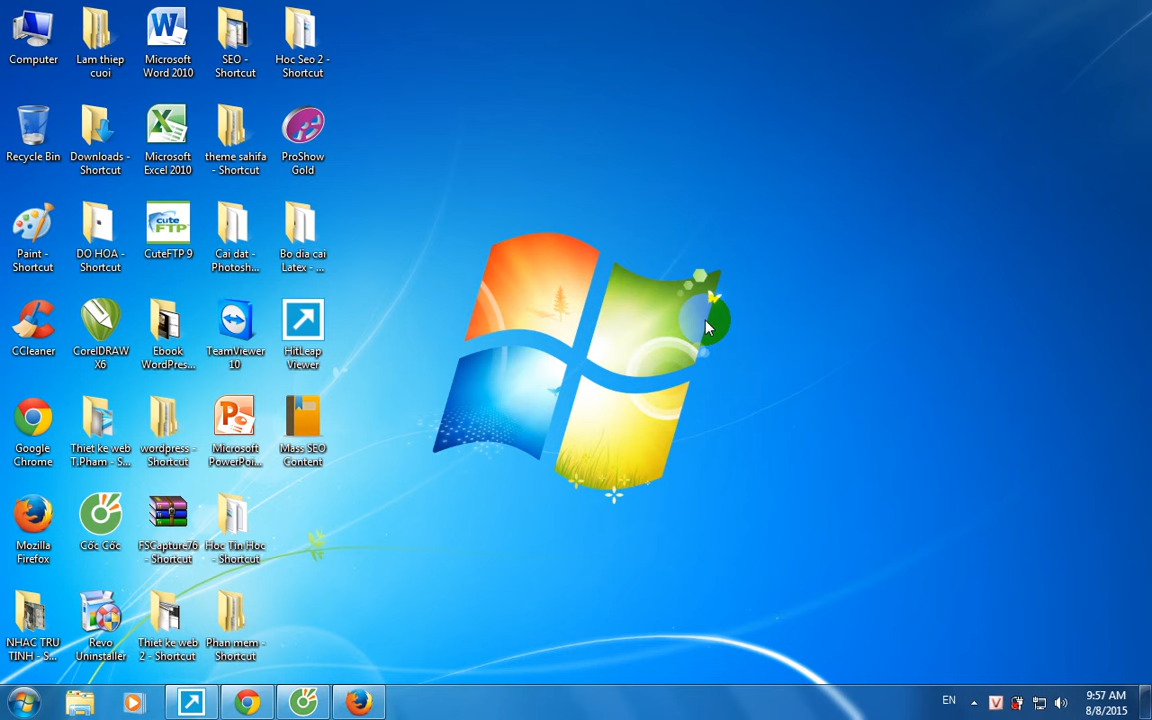 Computer
Lam thiep
cuoi
Microsoft
Word 2010
SEO -
Shortcut
Hoc Seo 2 -
Shortcut
Recycle Bin
Downloads -
Shortcut
Microsoft
Excel 2010
theme sahifa
- Shortcut
ProShow
Gold
Paint -
Shortcut
DO HOA -
Shortcut
cute
FTP
CuteFTP 9
Cai dat -
Photosh...
Bo dia cai
Latex - ...
CCleaner
CorelDRAW
X6
Ebook
WordPres...
TeamViewer
10
HitLeap
Viewer
Google
Chrome
Thiet ke web
T.Pham - S...
wordpress -
Shortcut
Microsoft
PowerPoi...
Mass SEO
Content
Mozilla
Firefox
Cốc Cốc
FSCapture76
- Shortcut
Hoc Tin Hoc
- Shortcut
NHAC TRU
TINH - S...
Revo
Uninstaller
Thiet ke web
2 - Shortcut
Phan mem -
Shortcut
EN
V
9:57 AM
8/8/2015